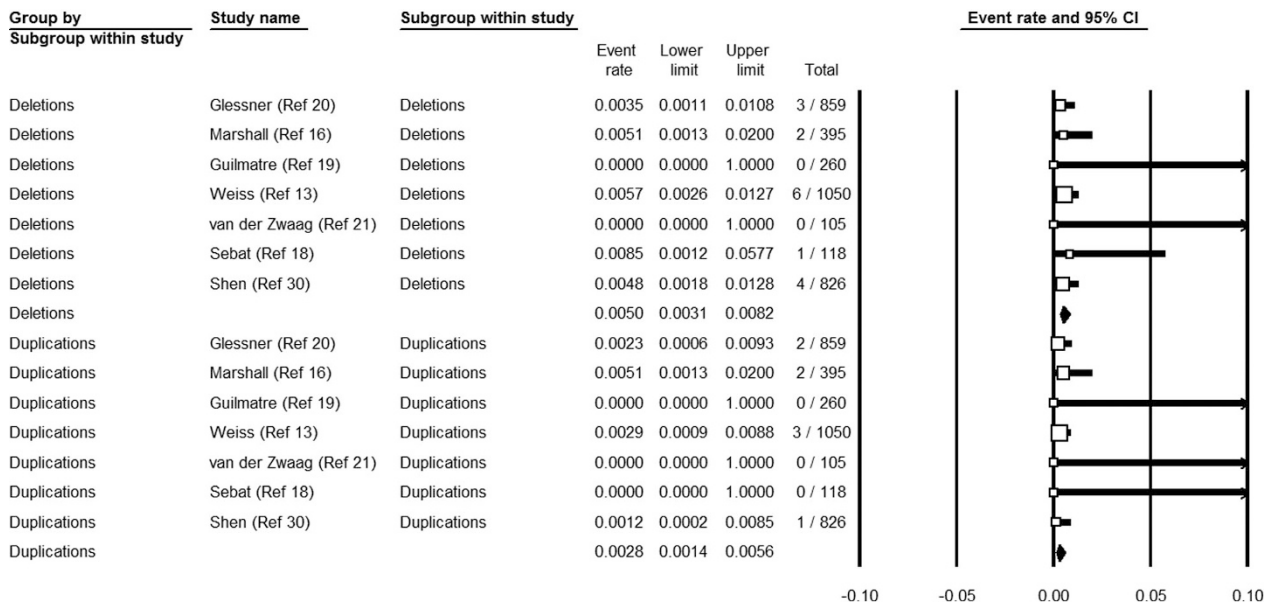 Group by Study name Subgroup within study Event rate and 95% CI
Subgroup within study
Event Lower Upper
rate limit limit Total
Deletions Glessner (Ref 20) Deletions 0.0035 0.0011 0.0108 3 / 859
Deletions Marshall (Ref 16) Deletions 0.0051 0.0013 0.0200 2 / 395
Deletions Guilmatre (Ref 19) Deletions 0.0000 0.0000 1.0000 0 / 260
Deletions Weiss (Ref 13) Deletions 0.0057 0.0026 0.0127 6 / 1050
Deletions van der Zwaag (Ref 21) Deletions 0.0000 0.0000 1.0000 0 / 105
Deletions Sebat (Ref 18) Deletions 0.0085 0.0012 0.0577 1 / 118
Deletions Shen (Ref 30) Deletions 0.0048 0.0018 0.0128 4 / 826
Deletions 0.0050 0.0031 0.0082
Duplications Glessner (Ref 20) Duplications 0.0023 0.0006 0.0093 2 / 859
Duplications Marshall (Ref 16) Duplications 0.0051 0.0013 0.0200 2 / 395
Duplications Guilmatre (Ref 19) Duplications 0.0000 0.0000 1.0000 0 / 260
Duplications Weiss (Ref 13) Duplications 0.0029 0.0009 0.0088 3 / 1050
Duplications van der Zwaag (Ref 21) Duplications 0.0000 0.0000 1.0000 0 / 105
Duplications Sebat (Ref 18) Duplications 0.0000 0.0000 1.0000 0 / 118
Duplications Shen (Ref 30) Duplications 0.0012 0.0002 0.0085 1 / 826
Duplications 0.0028 0.0014 0.0056
-0.10 -0.05 0.00 0.05 0.10